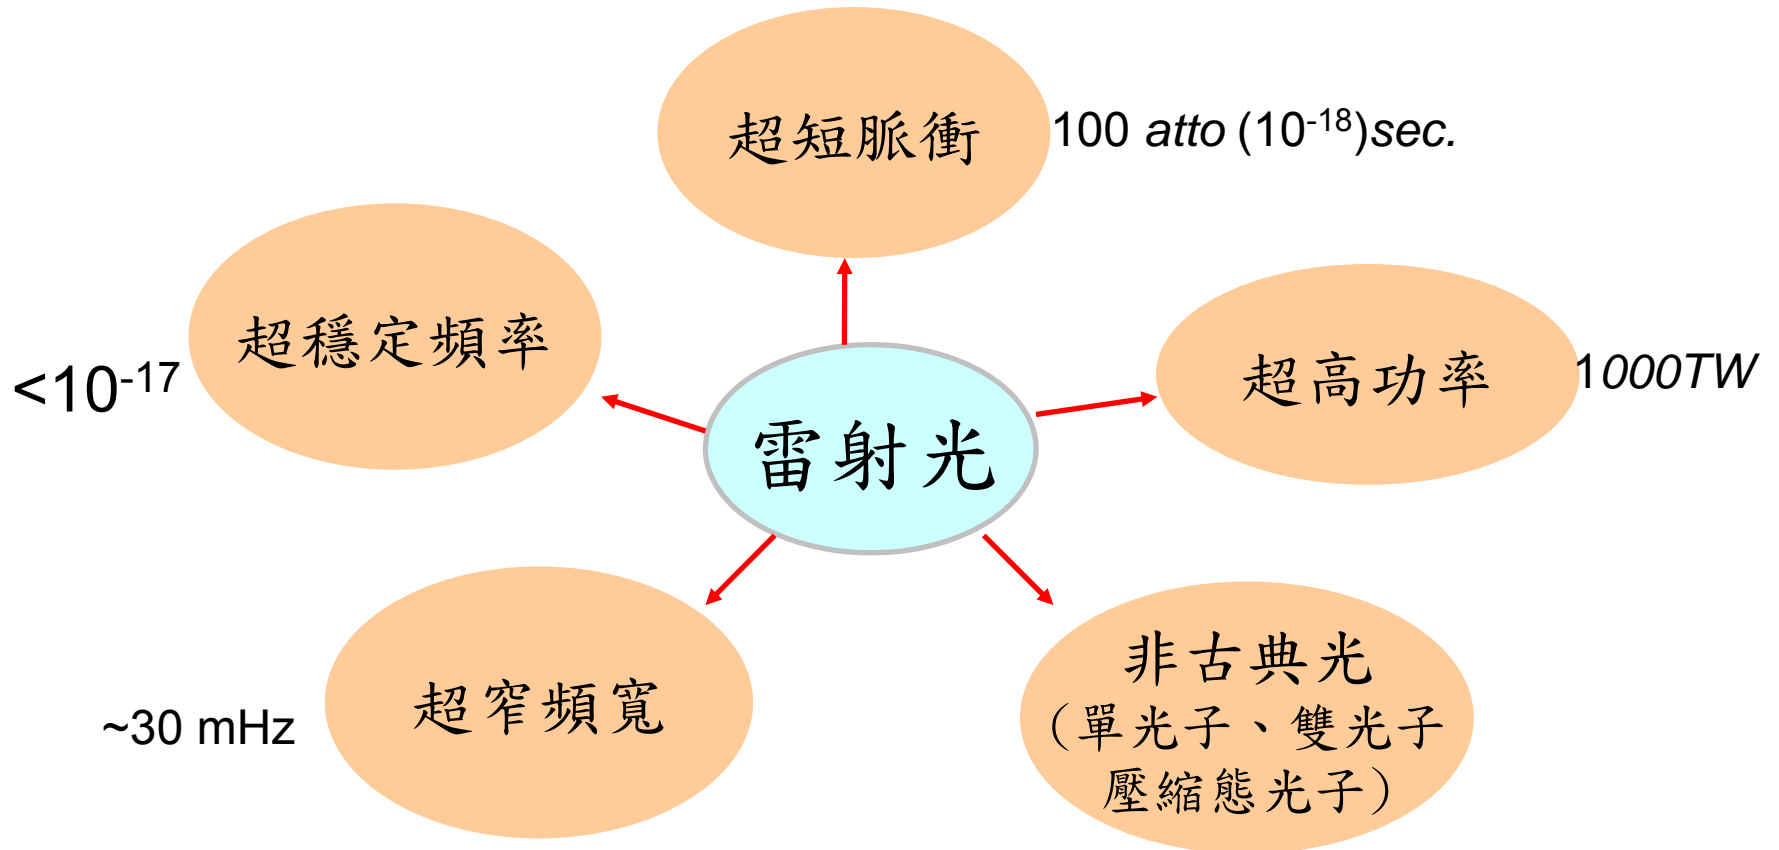 超短脈衝
100 atto (10⁻¹⁸)sec.
超穩定頻率
<10⁻¹⁷
超高功率
1000TW
雷射光
超窄頻寬
~30 mHz
非古典光
（單光子、雙光子
壓縮態光子）